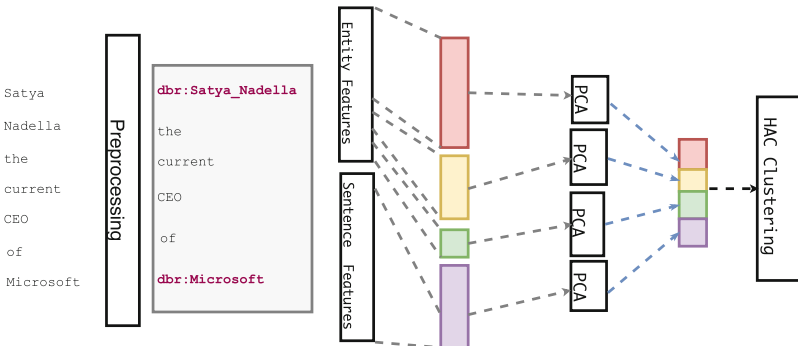 Satya
Nadella
the
current
CEO
of
Microsoft
Preprocessing
dbr:Satya_Nadella
the
current
CEO
of
dbr:Microsoft
Entity Features
Sentence Features
PCA
PCA
PCA
PCA
HAC Clustering